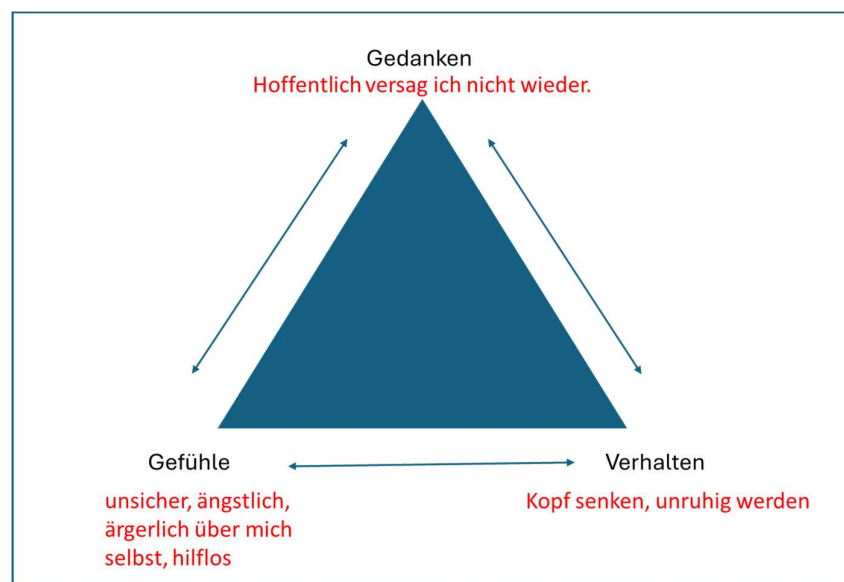 Gedanken
Hoffentlich versag ich nicht wieder.
Gefühle
Verhalten
unsicher, ängstlich,
ärgerlich über mich
selbst, hilflos
Kopf senken, unruhig werden